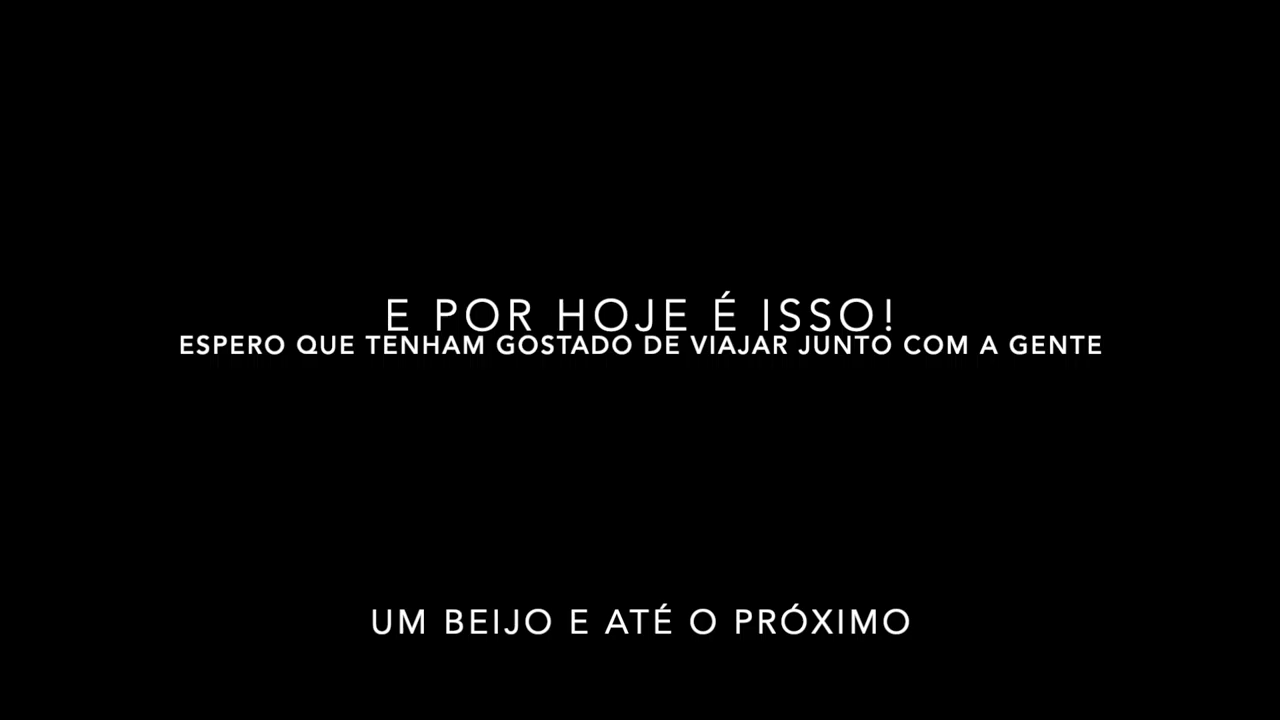 E POR HOJE É ISSO!
ESPERO QUE TENHAM GOSTADO DE VIAJAR JUNTO COM A GENTE
UM BEIJO E ATÉ O PRÓXIMO